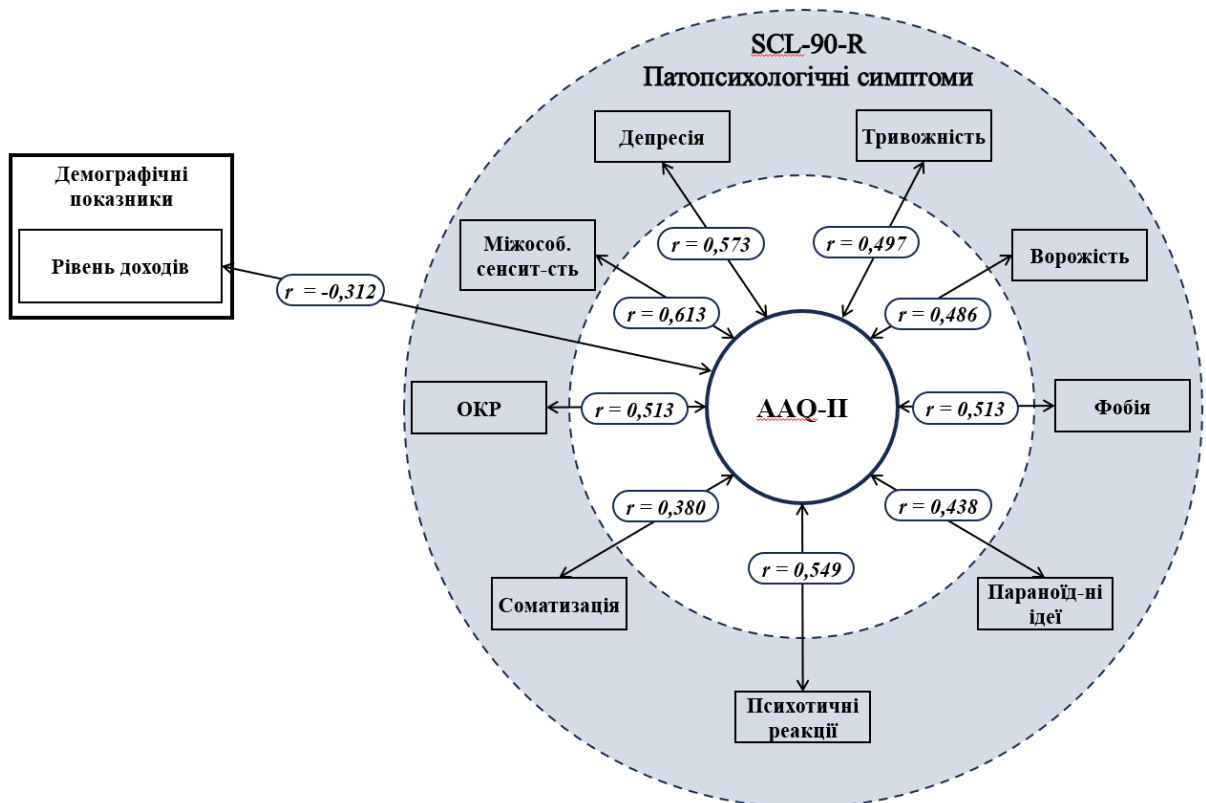 SCL-90-R
Патопсихологічні симптоми
Депресія
Тривожність
Демографічні
показники
Рівень доходів
Міжособ.
сенсит-сть
Ворожість
r = 0,573
r = 0,497
r = -0,312
r = 0,613
r = 0,486
ОКР
r = 0,513
AAQ-II
r = 0,513
Фобія
r = 0,380
r = 0,438
r = 0,549
Соматизація
Параноїд-ні
ідеї
Психотичні
реакції